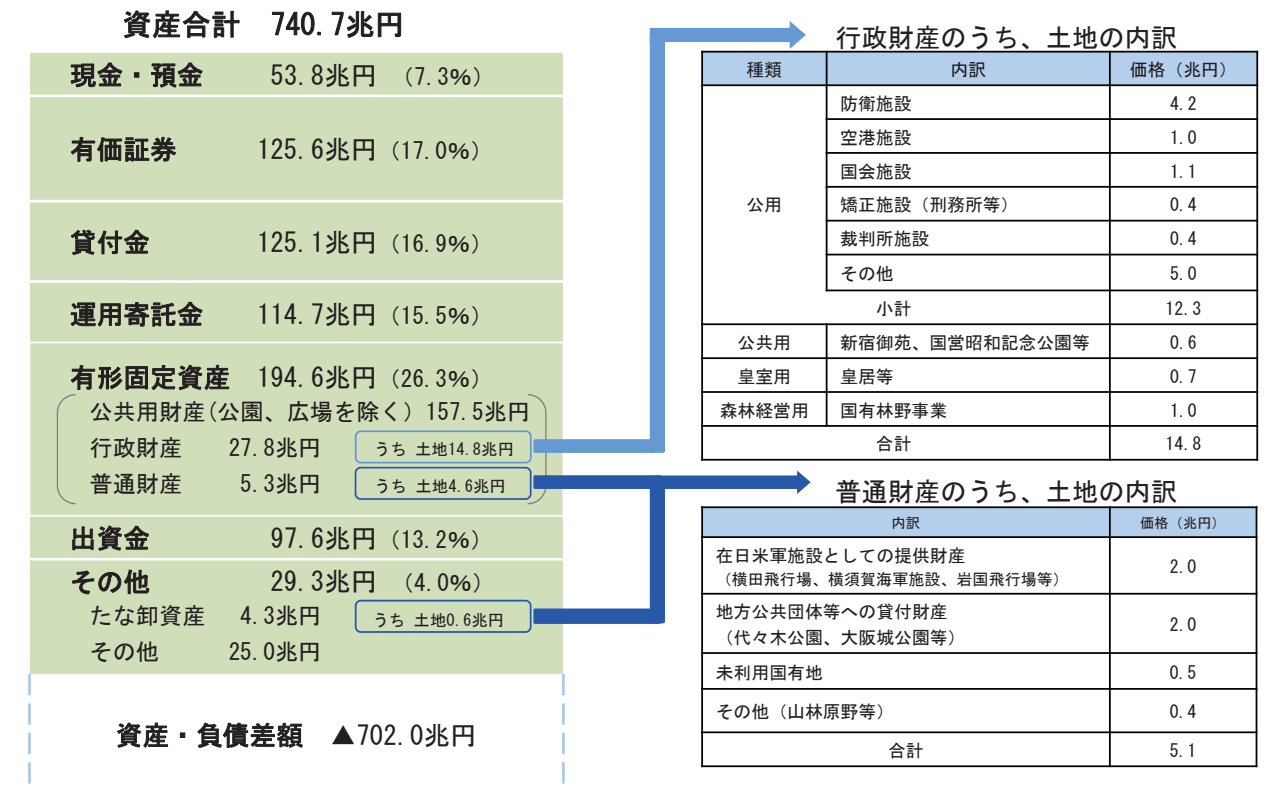 資産合計 740.7兆円
現金・預金 53.8兆円 (7.3%)
有価証券 125.6兆円 (17.0%)
貸付金 125.1兆円 (16.9%)
運用寄託金 114.7兆円 (15.5%)
有形固定資産 194.6兆円 (26.3%)
公共用財産(公園、広場を除く) 157.5兆円
行政財産 27.8兆円 うち 土地14.8兆円
普通財産 5.3兆円 うち 土地4.6兆円
出資金 97.6兆円 (13.2%)
その他 29.3兆円 (4.0%)
たな卸資産 4.3兆円 うち 土地0.6兆円
その他 25.0兆円
資産・負債差額 ▲702.0兆円
行政財産のうち、土地の内訳
種類 内訳 価格（兆円）
公用
防衛施設 4.2
空港施設 1.0
国会施設 1.1
矯正施設（刑務所等） 0.4
裁判所施設 0.4
その他 5.0
小計 12.3
公共用 新宿御苑、国営昭和記念公園等 0.6
皇室用 皇居等 0.7
森林経営用 国有林野事業 1.0
合計 14.8
普通財産のうち、土地の内訳
内訳 価格（兆円）
在日米軍施設としての提供財産 2.0
（横田飛行場、横須賀海軍施設、岩国飛行場等）
地方公共団体等への貸付財産 2.0
（代々木公園、大阪城公園等）
未利用国有地 0.5
その他（山林原野等） 0.4
合計 5.1